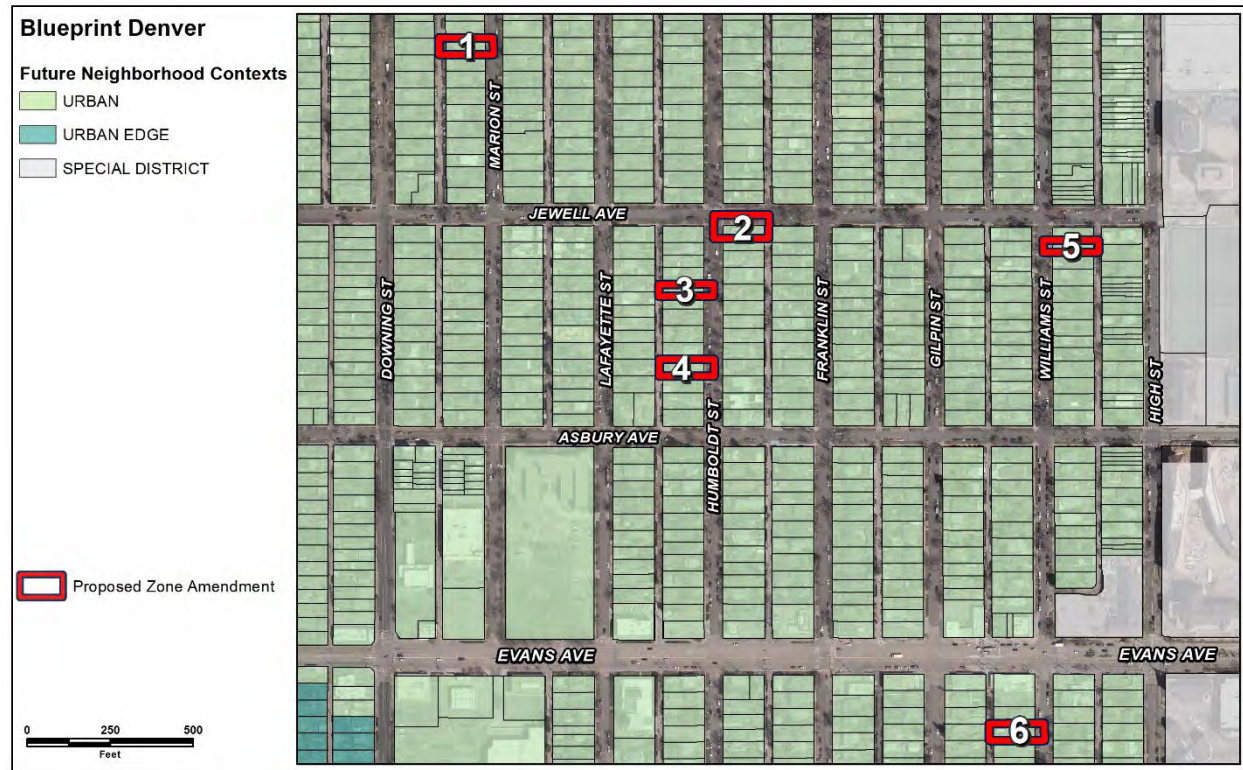 Blueprint Denver
Future Neighborhood Contexts
URBAN
URBAN EDGE
SPECIAL DISTRICT
Proposed Zone Amendment
0 250 500
Feet
1
MARION ST
JEWELL AVE
2
5
3
DOWNING ST
LAFAYETTE ST
FRANKLIN ST
GILPIN ST
WILLIAMS ST
HIGH ST
4
HUMBOLDT ST
ASBURY AVE
EVANS AVE
EVANS AVE
6